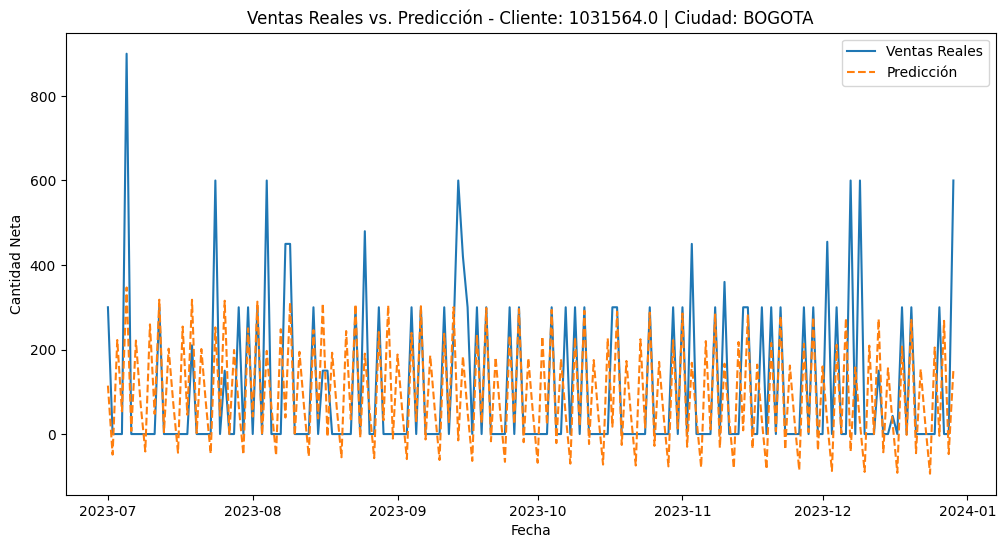 Ventas Reales vs. Predicción - Cliente: 1031564.0 | Ciudad: BOGOTA
Ventas Reales
Predicción
Cantidad Neta
800
600
400
200
0
2023-07
2023-08
2023-09
2023-10
2023-11
2023-12
2024-01
Fecha